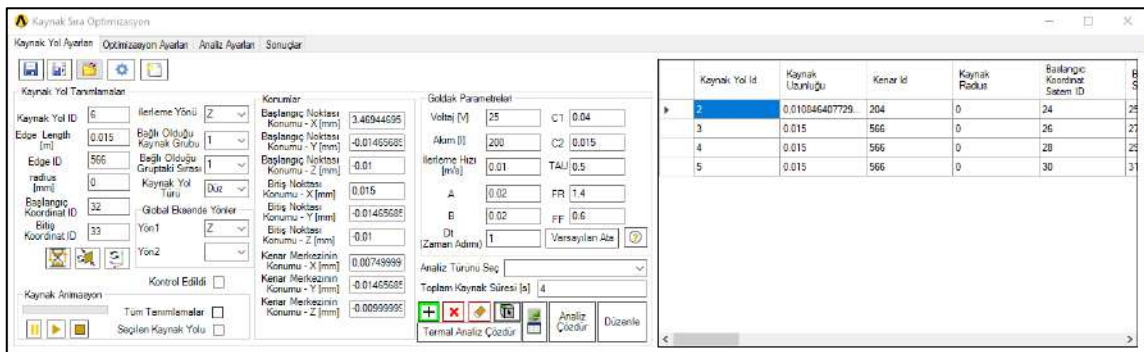 Kaynak Sıra Optimizasyon
Kaynak Yol Ayarları Optimizasyon Ayarları Analiz Ayarları Sonuçlar
Kaynak Yol Tanımlamaları
Kaynak Yol ID 6
Edge Length [m] 0.015
Edge ID 566
radius [mm] 0
Başlangıç Koordinat ID 32
Bitiş Koordinat ID 33
İlerleme Yönü Z
Bağlı Olduğu Kaynak Grubu 1
Bağlı Olduğu Gruptaki Sırası 1
Kaynak Yol Türü Düz
Global Eksende Yönler
Yön1 Z
Yön2
Kontrol Edildi
Kaynak Animasyon
Tüm Tanımlamalar
Seçilen Kaynak Yolu
Konumlar
Başlangıç Noktası Konumu - X [mm] 3.46944695
Başlangıç Noktası Konumu - Y [mm] -0.01465685
Başlangıç Noktası Konumu - Z [mm] -0.01
Bitiş Noktası Konumu - X [mm] 0.015
Bitiş Noktası Konumu - Y [mm] -0.01465685
Bitiş Noktası Konumu - Z [mm] -0.01
Kenar Merkezinin Konumu - X [mm] 0.00749999
Kenar Merkezinin Konumu - Y [mm] -0.01465685
Kenar Merkezinin Konumu - Z [mm] -0.00999999
Goldak Parametreleri
Voltaj [V] 25 C1 0.04
Akım [I] 200 C2 0.015
İlerleme Hızı [m/s] 0.01 TAU 0.5
A 0.02 FR 1.4
B 0.02 FF 0.6
Dt (Zaman Adımı) 1 Varsayılan Ata
Analiz Türünü Seç
Toplam Kaynak Süresi [s] 4
Analiz Çözdür Düzenle
Termal Analiz Çözdür
Kaynak Yol Id Kaynak Uzunluğu Kenar Id Kaynak Radius Başlangıç Koordinat Sistem ID
2 0,010846407729... 204 0 24
3 0.015 566 0 26
4 0.015 566 0 28
5 0.015 566 0 30